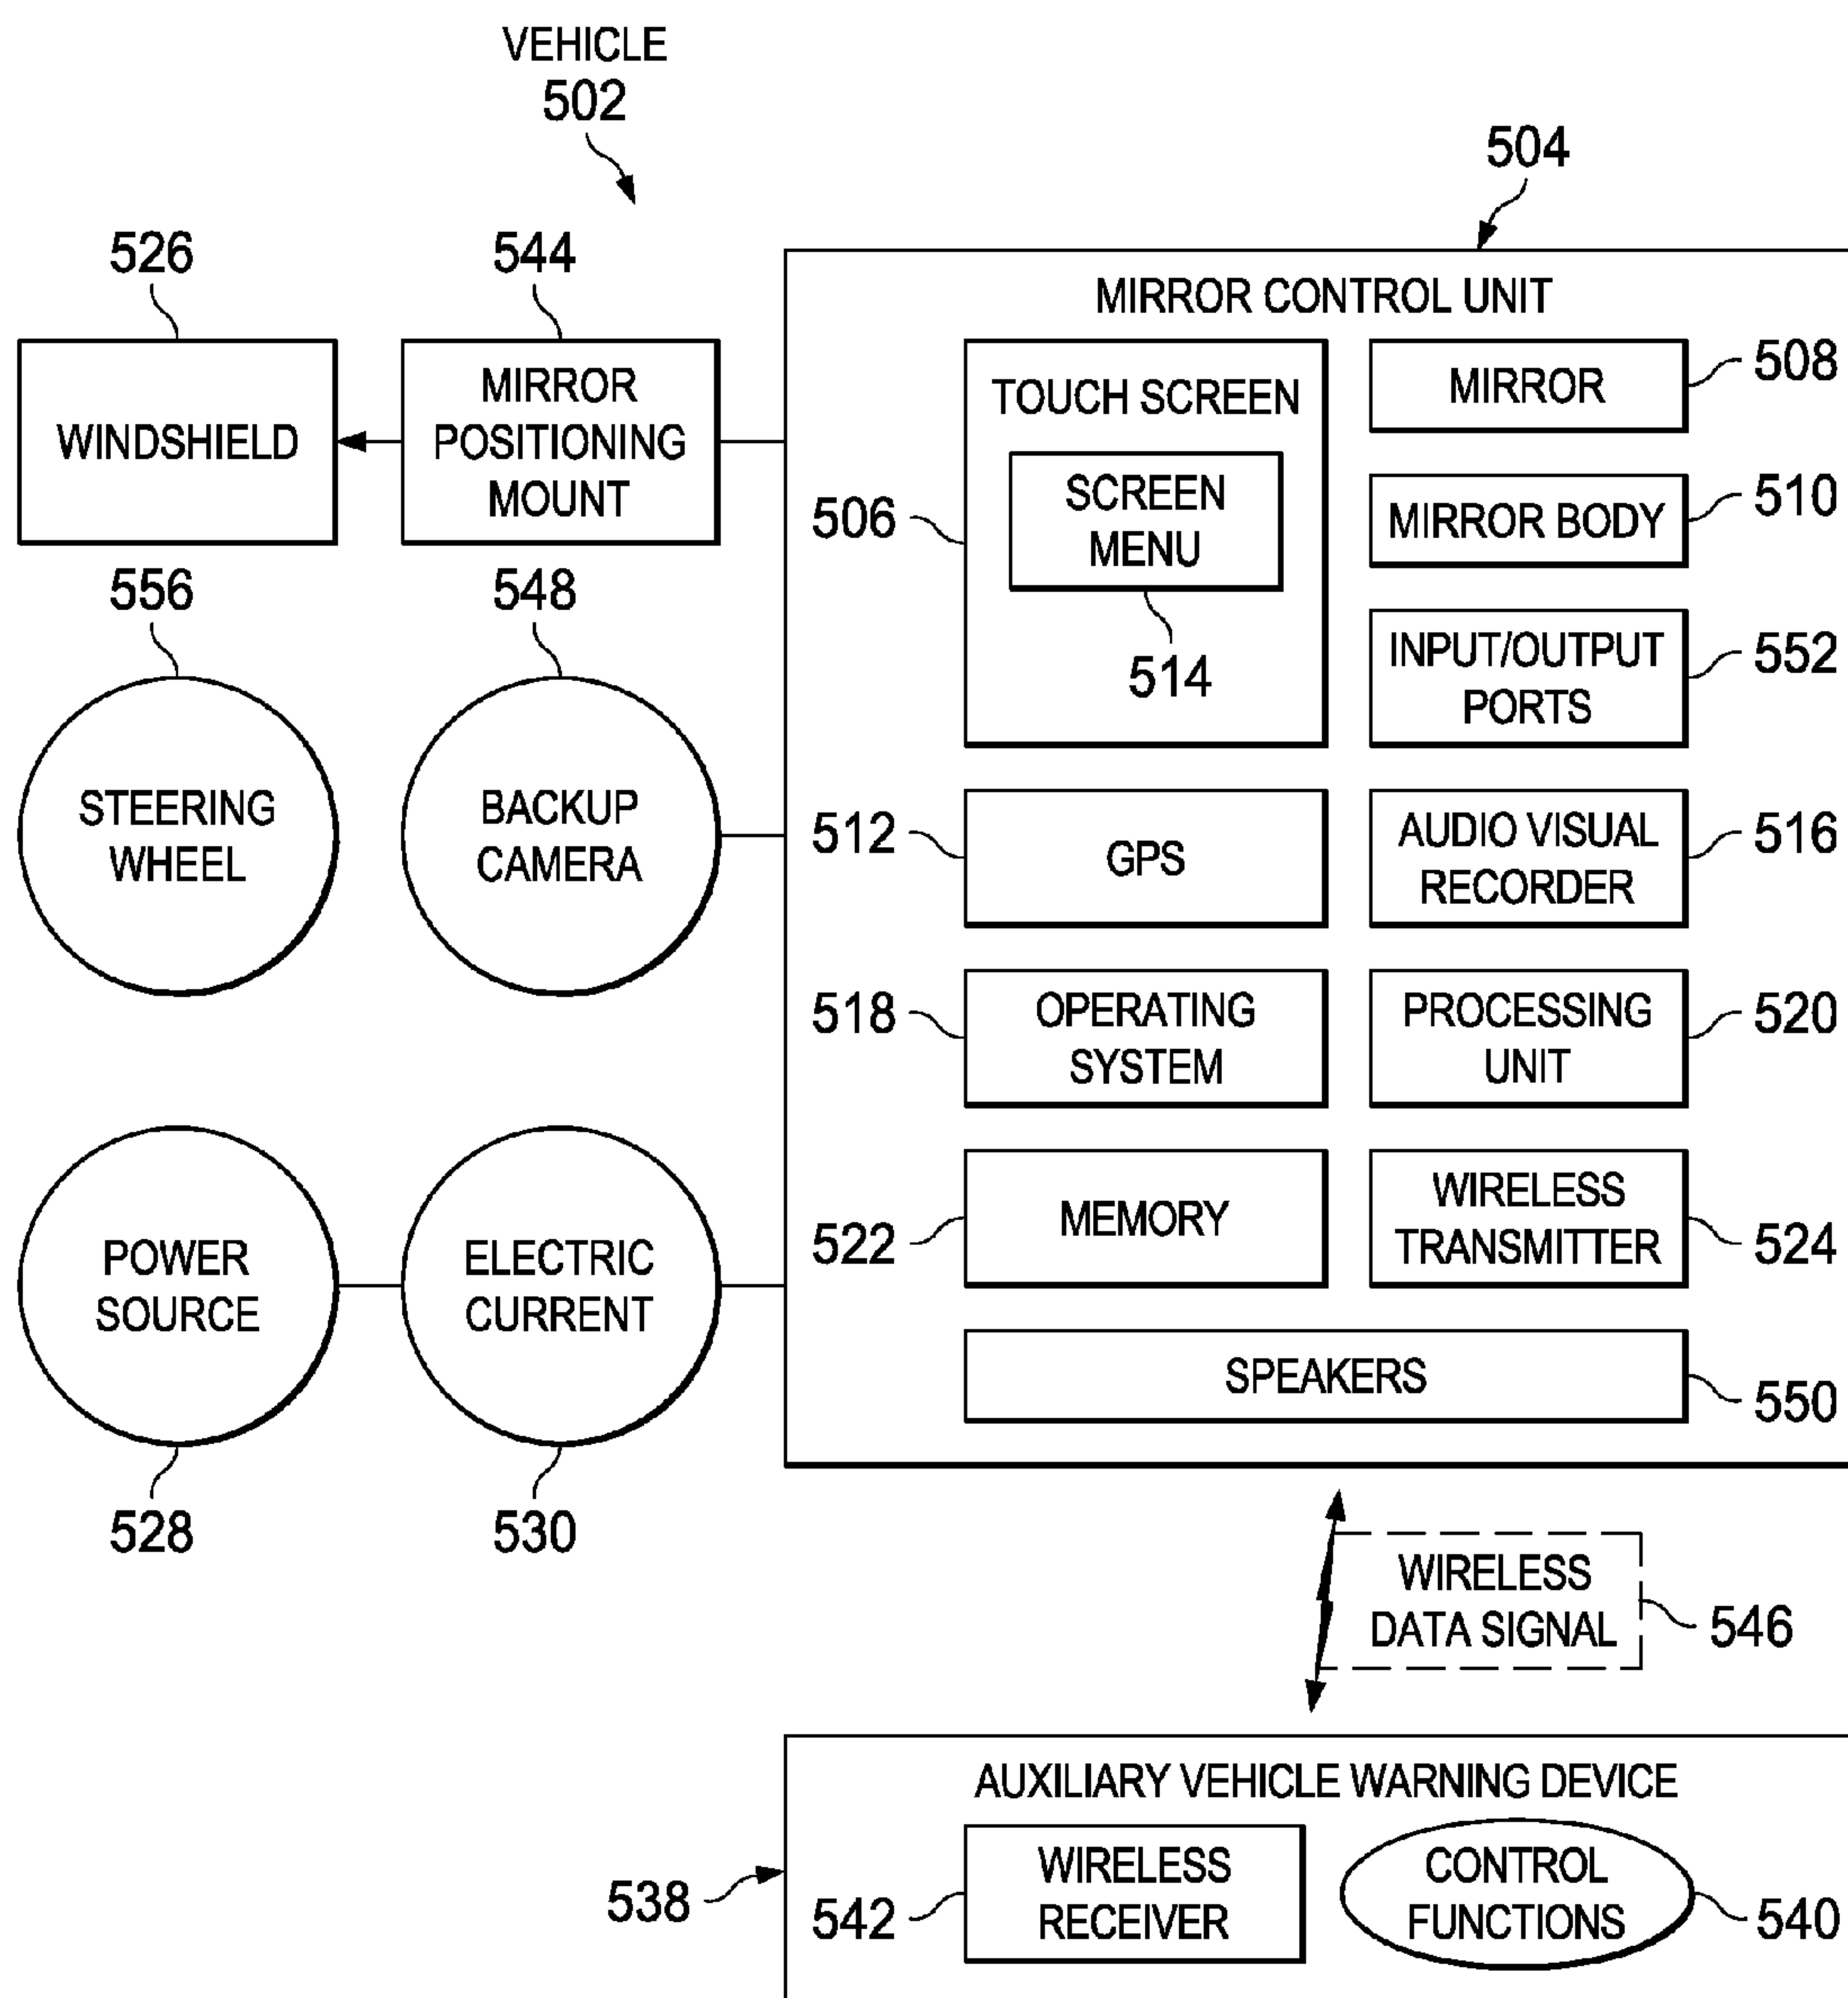 VEHICLE
502
504
526
544
WINDSHIELD
MIRROR
POSITIONING
MOUNT
556
548
STEERING
WHEEL
BACKUP
CAMERA
POWER
SOURCE
ELECTRIC
CURRENT
528
530
MIRROR CONTROL UNIT
TOUCH SCREEN
SCREEN
MENU
506
514
MIRROR
508
MIRROR BODY
510
INPUT/OUTPUT
PORTS
552
512
GPS
AUDIO VISUAL
RECORDER
516
518
OPERATING
SYSTEM
PROCESSING
UNIT
520
522
MEMORY
WIRELESS
TRANSMITTER
524
SPEAKERS
550
WIRELESS
DATA SIGNAL
546
AUXILIARY VEHICLE WARNING DEVICE
538
542
WIRELESS
RECEIVER
CONTROL
FUNCTIONS
540